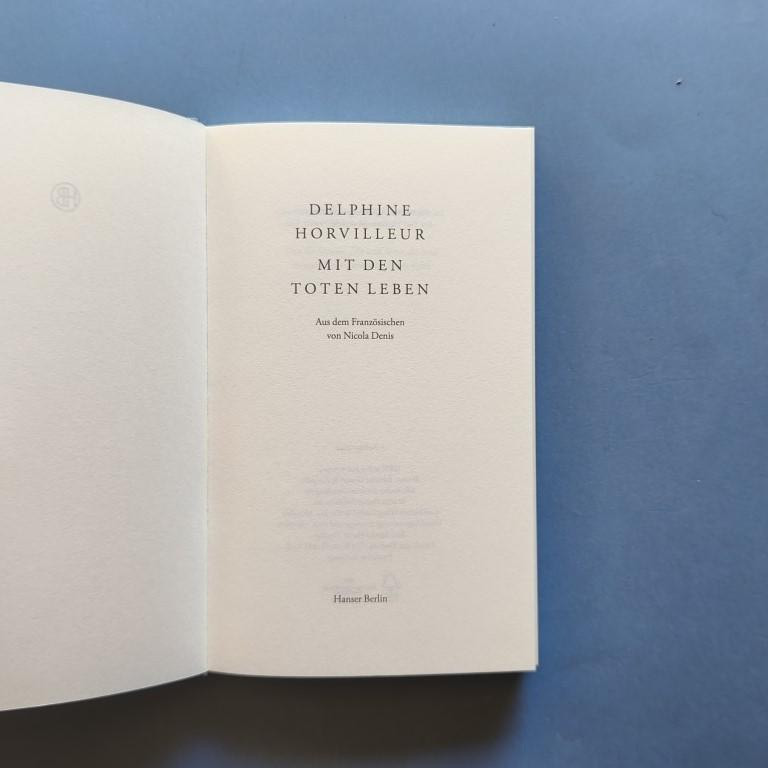 DELPHINE
HORVILLEUR
MIT DEN
TOTEN LEBEN
Aus dem Französischen
von Nicola Denis
Hanser Berlin